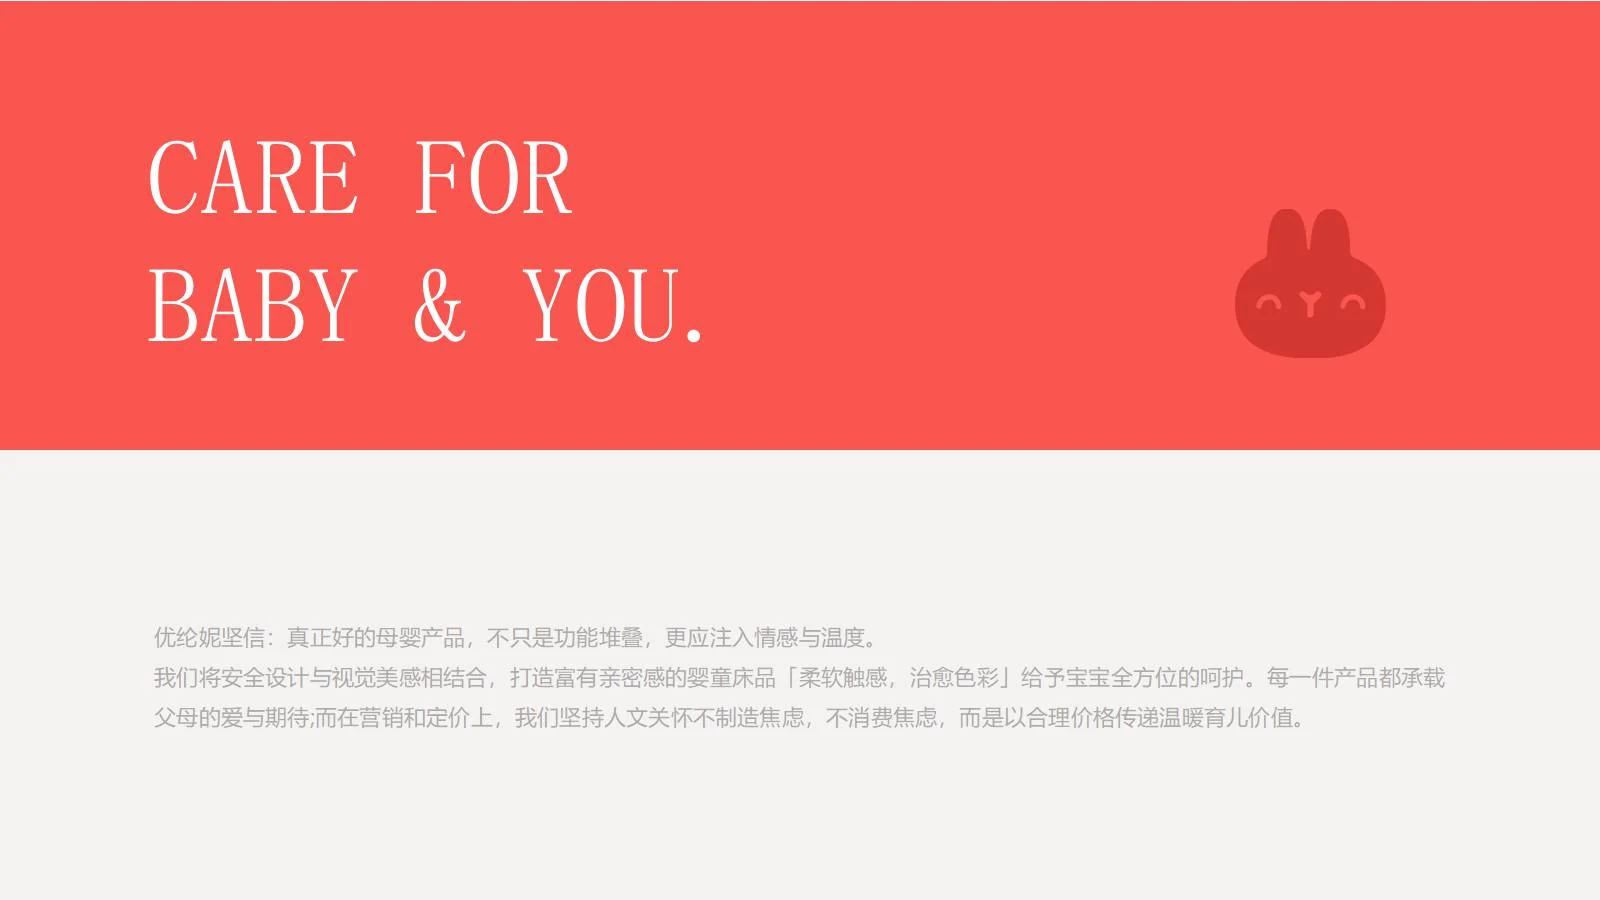 CARE FOR
BABY & YOU.
优纶妮坚信：真正好的母婴产品，不只是功能堆叠，更应注入情感与温度。
我们将安全设计与视觉美感相结合，打造富有亲密感的婴童床品「柔软触感，治愈色彩」给予宝宝全方位的呵护。每一件产品都承载
父母的爱与期待;而在营销和定价上，我们坚持人文关怀不制造焦虑，不消费焦虑，而是以合理价格传递温暖育儿价值。